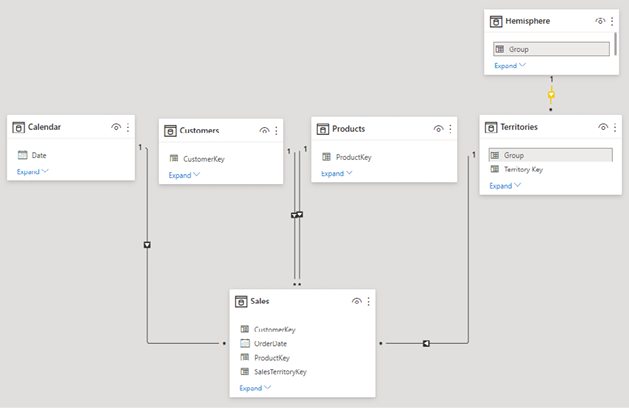 Hemisphere
Group
Expand
1
*
Calendar
Date
Expand
1
Customers
CustomerKey
Expand
1
Products
ProductKey
Expand
1
Territories
Group
Territory Key
Expand
1
* *
Sales
CustomerKey
OrderDate
ProductKey
SalesTerritoryKey
Expand
*
*